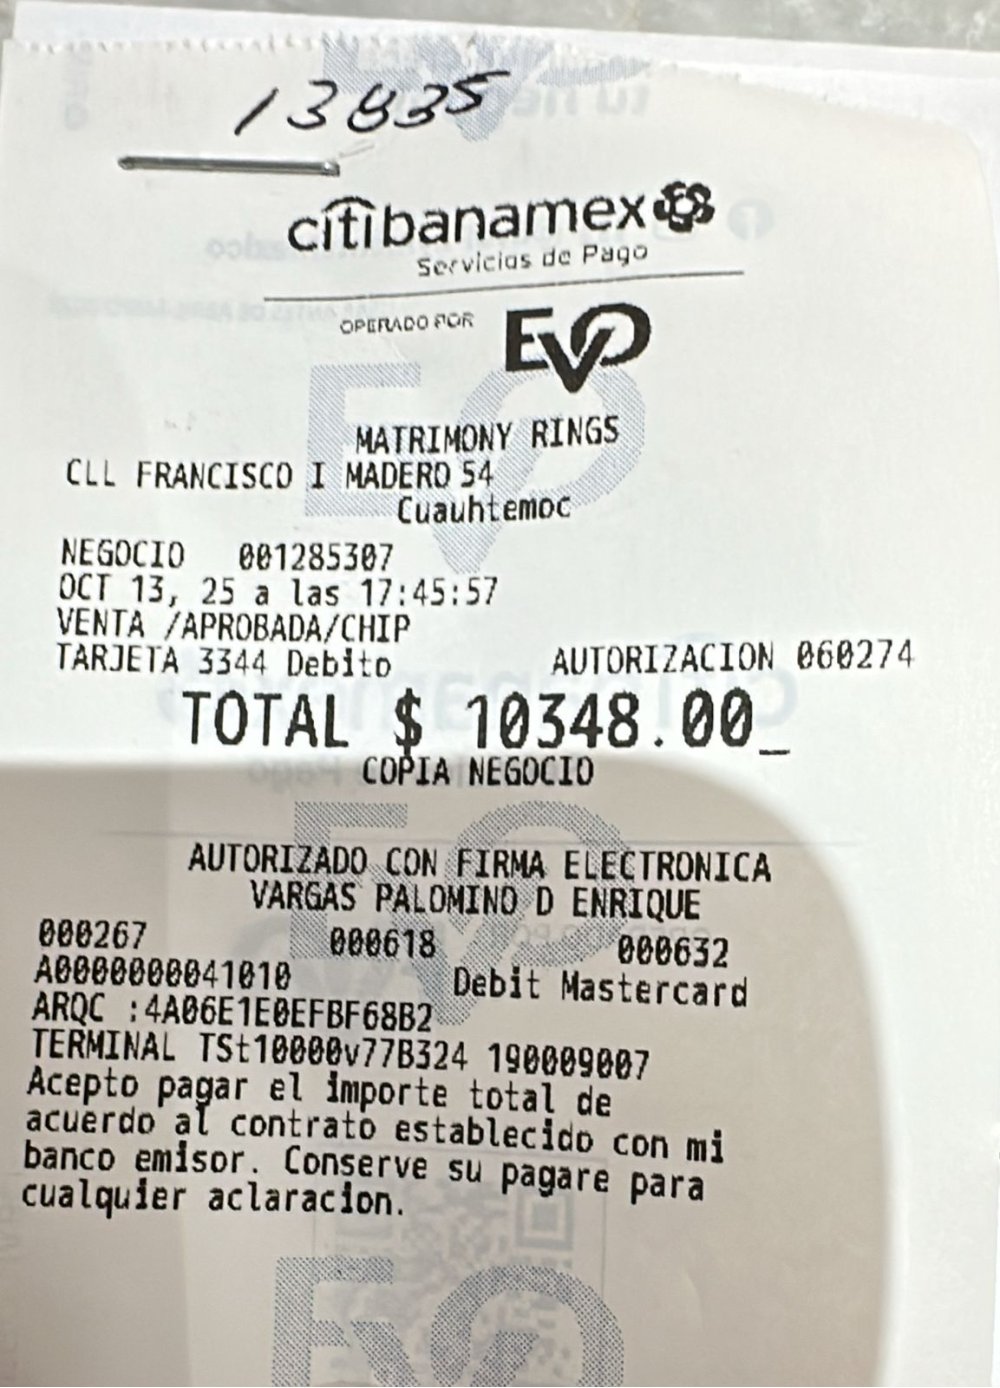 13835
citibanamex
Servicios de Pago
OPERADO POR EVO
MATRIMONY RINGS
CLL FRANCISCO I MADERO 54
Cuauhtemoc
NEGOCIO 001285307
OCT 13, 25 a las 17:45:57
VENTA /APROBADA/CHIP
TARJETA 3344 Debito AUTORIZACION 060274
TOTAL $ 10348.00_
COPIA NEGOCIO
AUTORIZADO CON FIRMA ELECTRONICA
VARGAS PALOMINO D ENRIQUE
000267 000618 000632
A0000000041010 Debit Mastercard
ARQC :4A06E1E0EFBF68B2
TERMINAL TSt10000v77B324 190009007
Acepto pagar el importe total de
acuerdo al contrato establecido con mi
banco emisor. Conserve su pagare para
cualquier aclaracion.